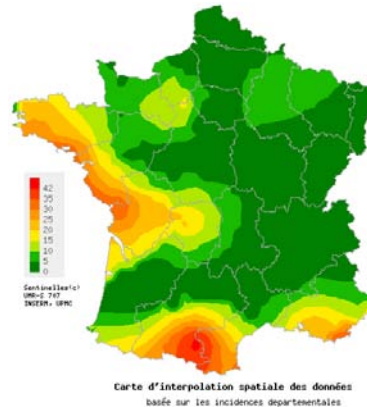 42
40
35
30
25
20
15
10
5
0
Sentinelles(c)
UMR-S 707
INSERM, UPMC
Carte d'interpolation spatiale des données
basée sur les incidences departementales